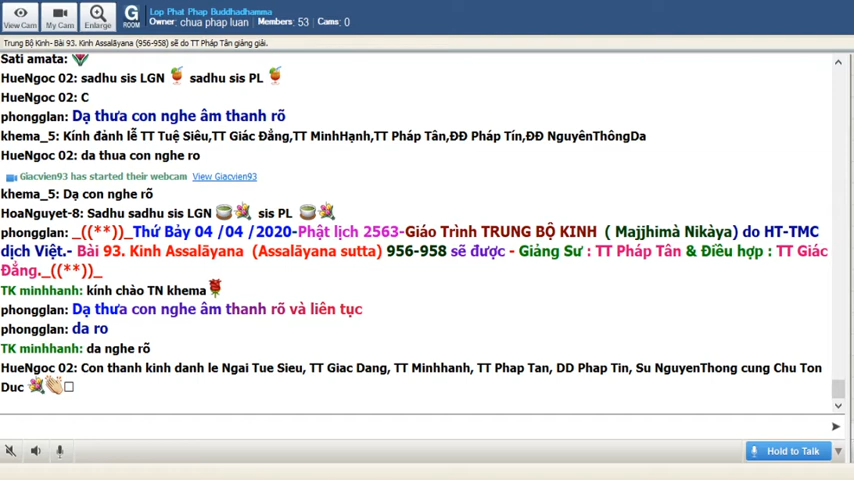 View Cam
My Cam
Enlarge
G
ROOM
Lop Phat Phap Buddhadhamma
Owner: chua phap luan Members: 53 Cams: 0
Trung Bộ Kinh- Bài 93. Kinh Assalāyana (956-958) sẽ do TT Pháp Tân giảng giải.
Sati amata:
HueNgoc 02: sadhu sis LGN sadhu sis PL
HueNgoc 02: C
phongglan: Dạ thưa con nghe âm thanh rõ
khema_5: Kính đảnh lễ TT Tuệ Siêu,TT Giác Đẳng,TT MinhHạnh,TT Pháp Tân,ĐĐ Pháp Tín,ĐĐ NguyênThôngDa
HueNgoc 02: da thua con nghe ro
Giacvien93 has started their webcam View Giacvien93
khema_5: Dạ con nghe rõ
HoaNguyet-8: Sadhu sadhu sis LGN sis PL
phongglan: _((**))_Thứ Bảy 04 /04 /2020-Phật lịch 2563-Giáo Trình TRUNG BỘ KINH ( Majjhimà Nikàya) do HT-TMC
dịch Việt.- Bài 93. Kinh Assalāyana (Assalāyana sutta) 956-958 sẽ được - Giảng Sư : TT Pháp Tân & Điều hợp : TT Giác
Đẳng._((**))_
TK minhhanh: kính chào TN khema
phongglan: Dạ thưa con nghe âm thanh rõ và liên tục
phongglan: da ro
TK minhhanh: da nghe rõ
HueNgoc 02: Con thanh kinh danh le Ngai Tue Sieu, TT Giac Dang, TT Minhhanh, TT Phap Tan, DD Phap Tin, Su NguyenThong cung Chu Ton
Duc
Hold to Talk